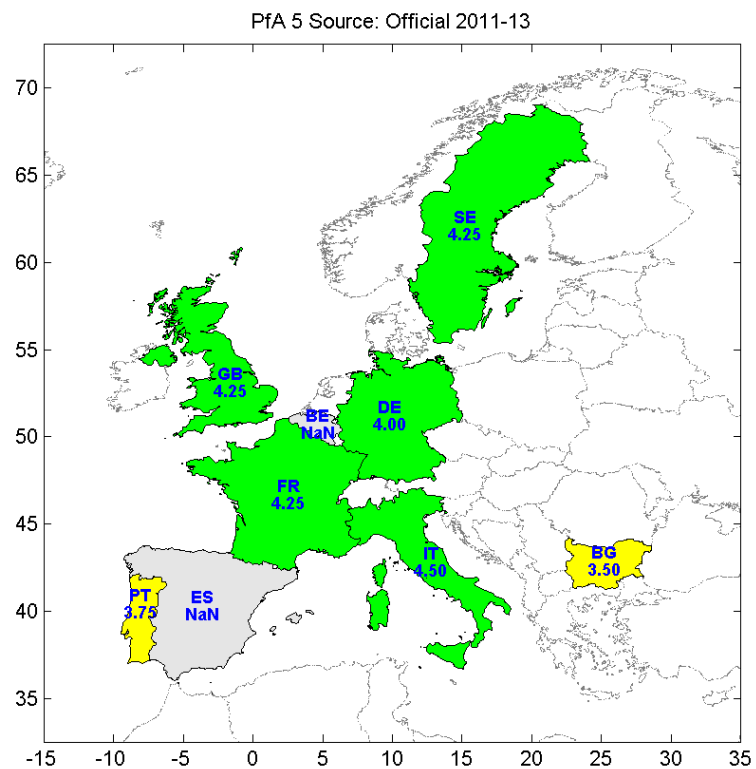 PfA 5 Source: Official 2011-13
70
65
60
55
50
45
40
35
SE
4.25
GB
4.25
BE
NaN
DE
4.00
FR
4.25
IT
4.50
BG
3.50
PT
3.75
ES
NaN
-15 -10 -5 0 5 10 15 20 25 30 35